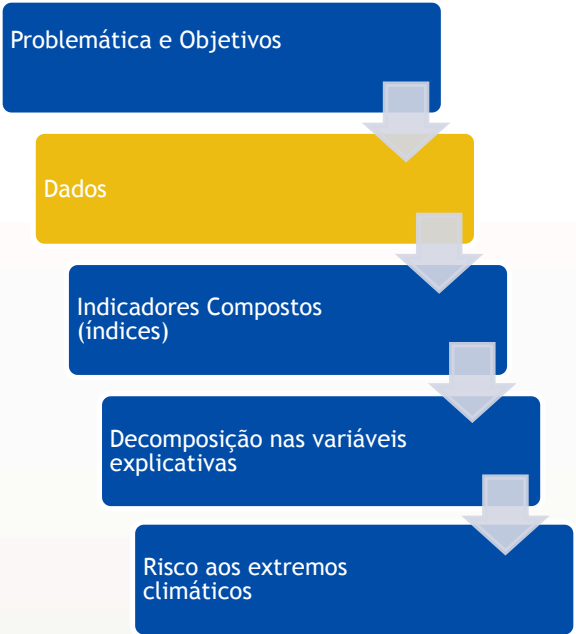 Problemática e Objetivos
Dados
Indicadores Compostos
(índices)
Decomposição nas variáveis
explicativas
Risco aos extremos
climáticos